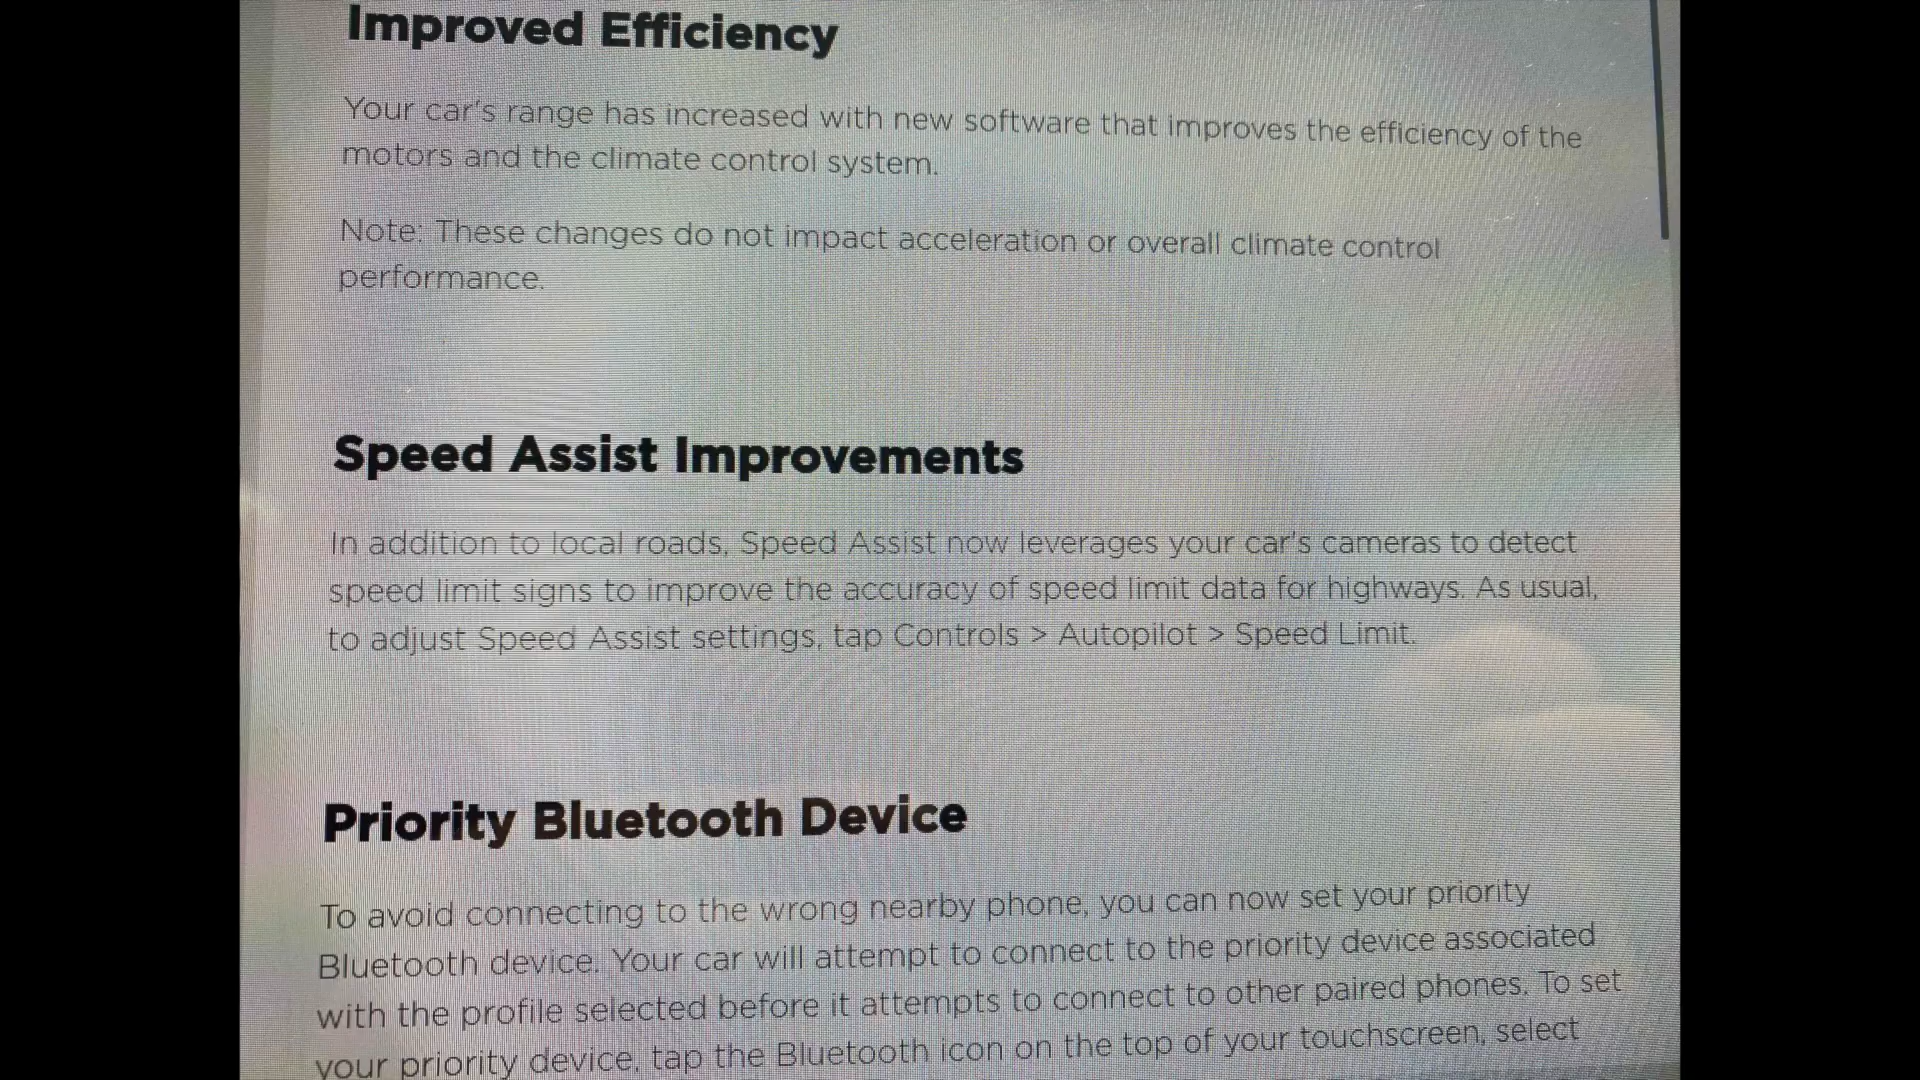 Improved Efficiency
Your car's range has increased with new software that improves the efficiency of the
motors and the climate control system.
Note: These changes do not impact acceleration or overall climate control
performance.
Speed Assist Improvements
In addition to local roads, Speed Assist now leverages your car's cameras to detect
speed limit signs to improve the accuracy of speed limit data for highways. As usual,
to adjust Speed Assist settings, tap Controls > Autopilot > Speed Limit.
Priority Bluetooth Device
To avoid connecting to the wrong nearby phone, you can now set your priority
Bluetooth device. Your car will attempt to connect to the priority device associated
with the profile selected before it attempts to connect to other paired phones. To set
your priority device, tap the Bluetooth icon on the top of your touchscreen, select